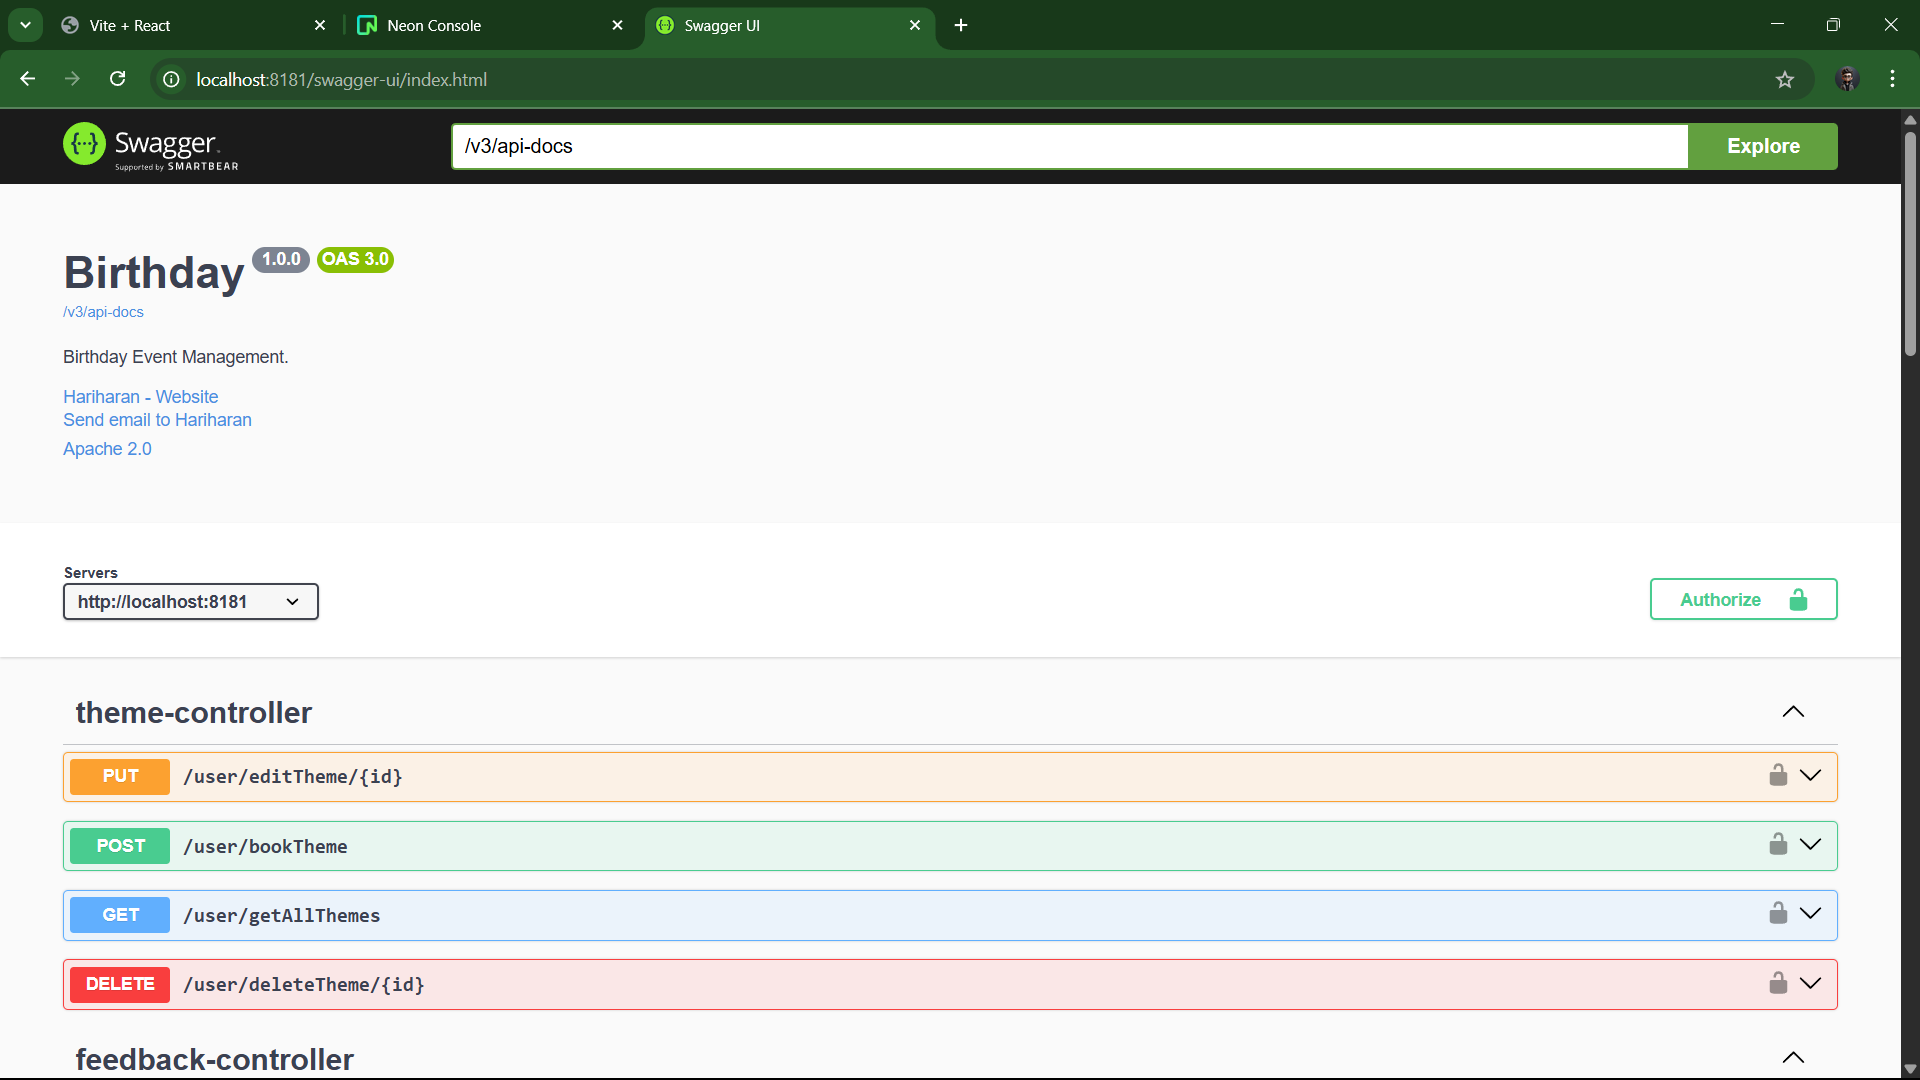 Vite + React
Neon Console
Swagger UI
localhost:8181/swagger-ui/index.html
Swagger.
Supported by SMARTBEAR
/v3/api-docs
Explore
Birthday 1.0.0 OAS 3.0
/v3/api-docs
Birthday Event Management.
Hariharan - Website
Send email to Hariharan
Apache 2.0
Servers
http://localhost:8181
Authorize
theme-controller
PUT /user/editTheme/{id}
POST /user/bookTheme
GET /user/getAllThemes
DELETE /user/deleteTheme/{id}
feedback-controller